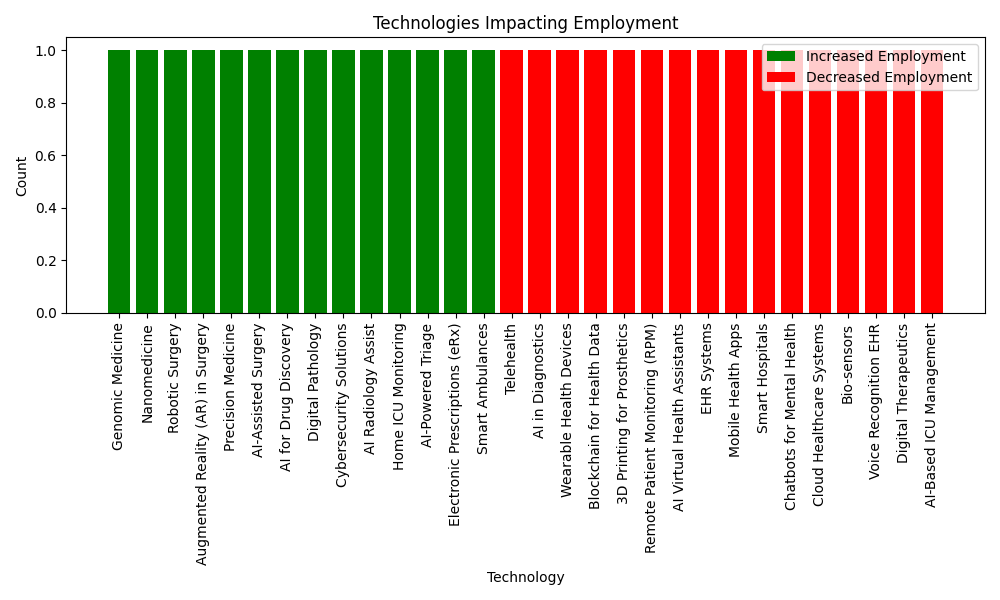 Technologies Impacting Employment
Increased Employment
Decreased Employment
Count
1.0
0.8
0.6
0.4
0.2
0.0
Genomic Medicine
Nanomedicine
Robotic Surgery
Augmented Reality (AR) in Surgery
Precision Medicine
AI-Assisted Surgery
AI for Drug Discovery
Digital Pathology
Cybersecurity Solutions
AI Radiology Assist
Home ICU Monitoring
AI-Powered Triage
Electronic Prescriptions (eRx)
Smart Ambulances
Telehealth
AI in Diagnostics
Wearable Health Devices
Blockchain for Health Data
3D Printing for Prosthetics
Remote Patient Monitoring (RPM)
AI Virtual Health Assistants
EHR Systems
Mobile Health Apps
Smart Hospitals
Chatbots for Mental Health
Cloud Healthcare Systems
Bio-sensors
Voice Recognition EHR
Digital Therapeutics
AI-Based ICU Management
Technology